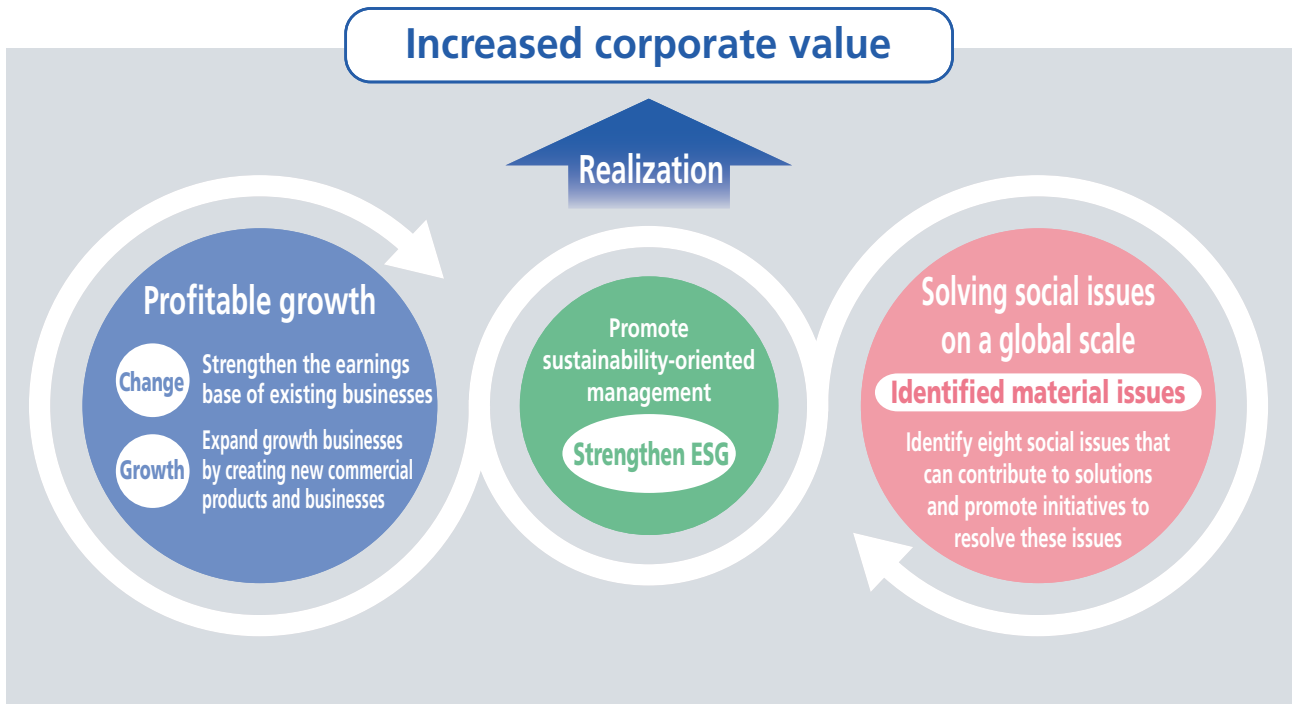 Increased corporate value
Realization
Profitable growth
Change
Strengthen the earnings
base of existing businesses
Growth
Expand growth businesses
by creating new commercial
products and businesses
Promote
sustainability-oriented
management
Strengthen ESG
Solving social issues
on a global scale
Identified material issues
Identify eight social issues that
can contribute to solutions
and promote initiatives to
resolve these issues